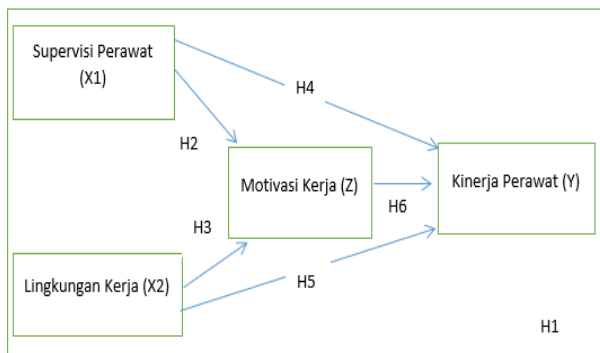 Supervisi Perawat
(X1)
H4
H2
Motivasi Kerja (Z)
Kinerja Perawat (Y)
H6
H3
Lingkungan Kerja (X2)
H5
H1